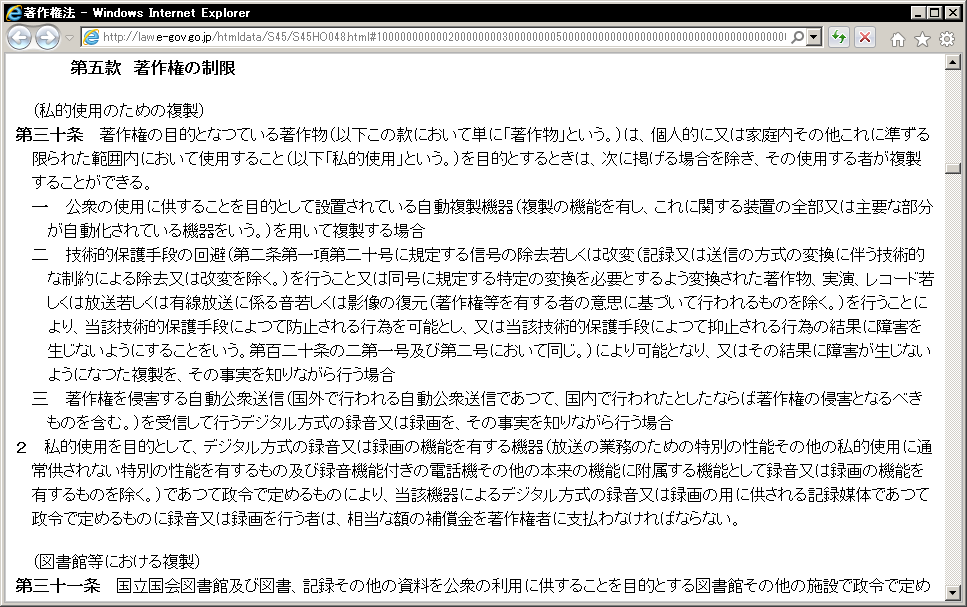 著作権法 - Windows Internet Explorer
第五款　著作権の制限
（私的使用のための複製）
第三十条　著作権の目的となつている著作物（以下この款において単に「著作物」という。）は、個人的に又は家庭内その他これに準ずる
限られた範囲内において使用すること（以下「私的使用」という。）を目的とするときは、次に掲げる場合を除き、その使用する者が複製
することができる。
一　公衆の使用に供することを目的として設置されている自動複製機器（複製の機能を有し、これに関する装置の全部又は主要な部分
が自動化されている機器をいう。）を用いて複製する場合
二　技術的保護手段の回避（第二条第一項第二十号に規定する信号の除去若しくは改変（記録又は送信の方式の変換に伴う技術的
な制約による除去又は改変を除く。）を行うこと又は同号に規定する特定の変換を必要とするよう変換された著作物、実演、レコード若
しくは放送若しくは有線放送に係る音若しくは影像の復元（著作権等を有する者の意思に基づいて行われるものを除く。）を行うことに
より、当該技術的保護手段によつて防止される行為を可能とし、又は当該技術的保護手段によつて抑止される行為の結果に障害を
生じないようにすることをいう。第百二十条の二第一号及び第二号において同じ。）により可能となり、又はその結果に障害が生じない
ようになつた複製を、その事実を知りながら行う場合
三　著作権を侵害する自動公衆送信（国外で行われる自動公衆送信であつて、国内で行われたとしたならば著作権の侵害となるべき
ものを含む。）を受信して行うデジタル方式の録音又は録画を、その事実を知りながら行う場合
２　私的使用を目的として、デジタル方式の録音又は録画の機能を有する機器（放送の業務のための特別の性能その他の私的使用に通
常供されない特別の性能を有するもの及び録音機能付きの電話機その他の本来の機能に附属する機能として録音又は録画の機能を
有するものを除く。）であつて政令で定めるものにより、当該機器によるデジタル方式の録音又は録画の用に供される記録媒体であつて
政令で定めるものに録音又は録画を行う者は、相当な額の補償金を著作権者に支払わなければならない。
（図書館等における複製）
第三十一条　国立国会図書館及び図書、記録その他の資料を公衆の利用に供することを目的とする図書館その他の施設で政令で定め